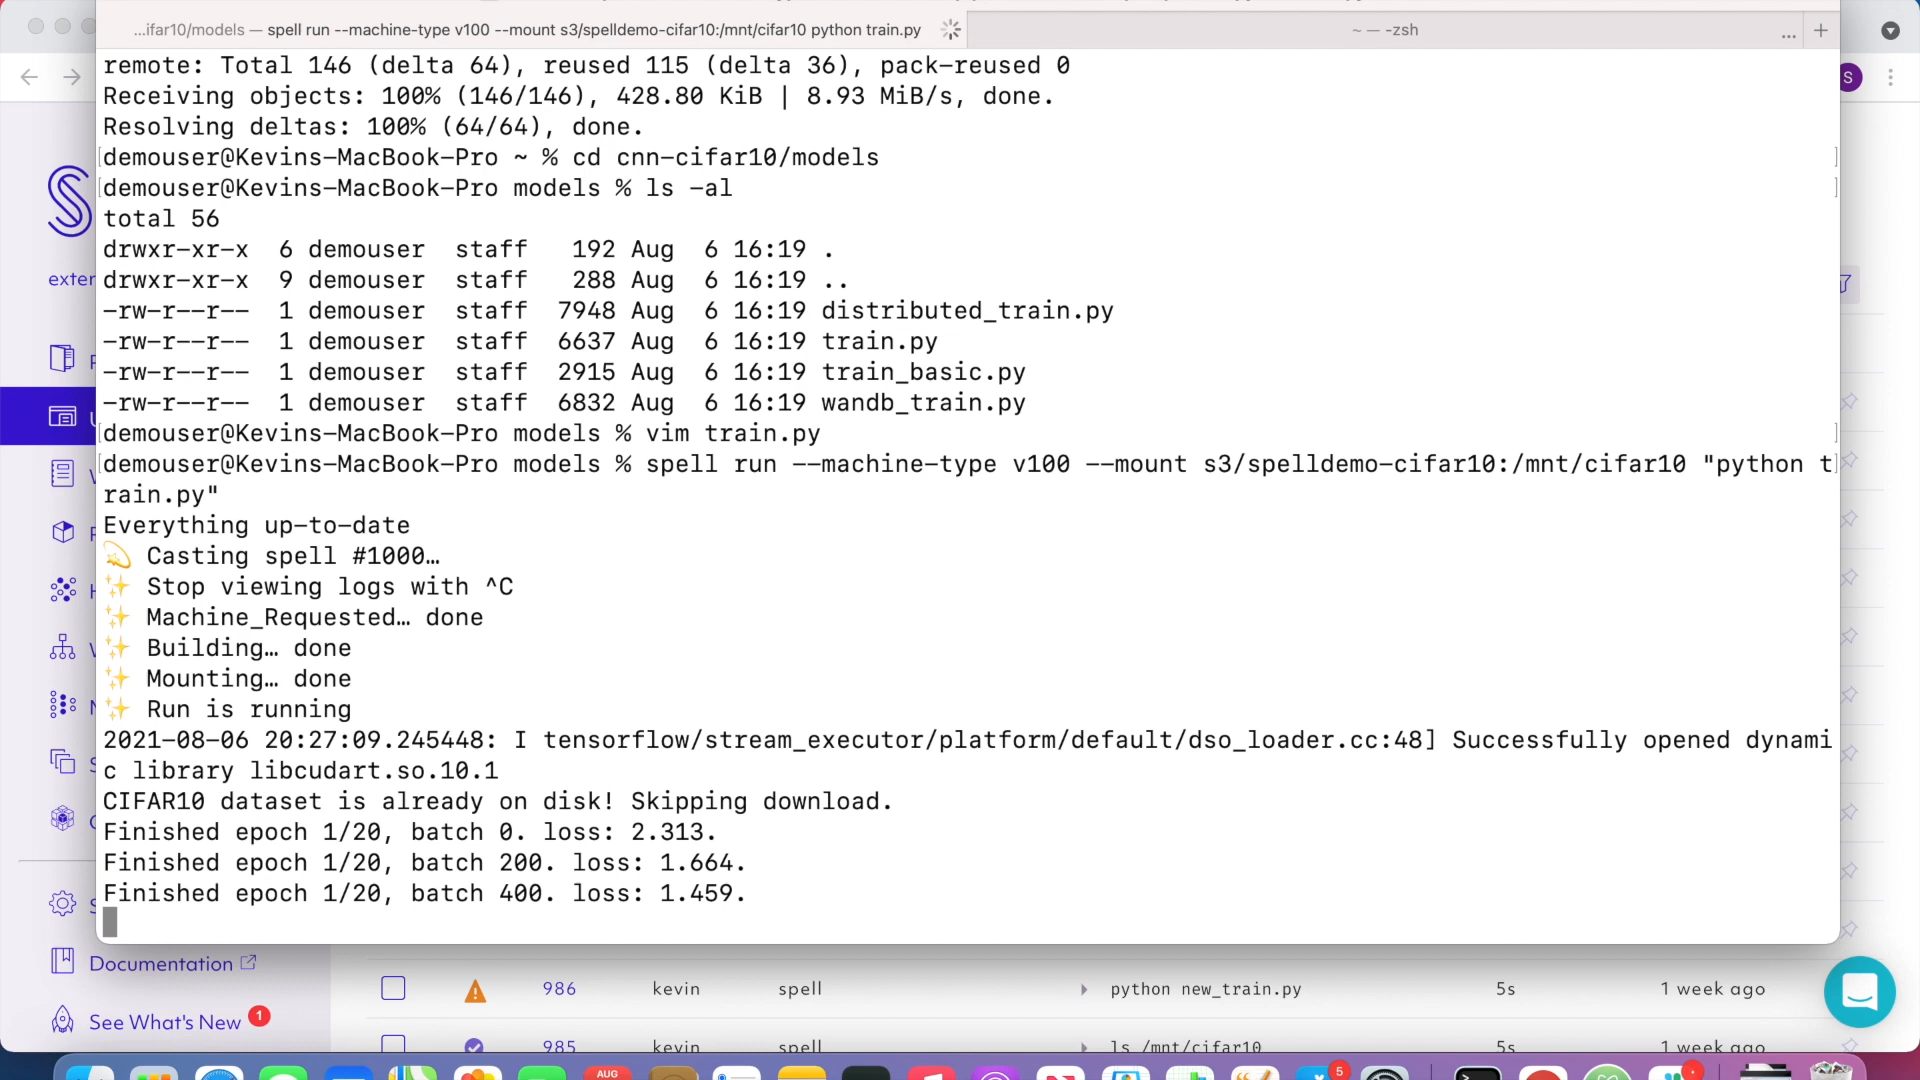 ...ifar10/models — spell run --machine-type v100 --mount s3/spelldemo-cifar10:/mnt/cifar10 python train.py
~ — -zsh
... +
remote: Total 146 (delta 64), reused 115 (delta 36), pack-reused 0
Receiving objects: 100% (146/146), 428.80 KiB | 8.93 MiB/s, done.
Resolving deltas: 100% (64/64), done.
[demouser@Kevins-MacBook-Pro ~ % cd cnn-cifar10/models ]
[demouser@Kevins-MacBook-Pro models % ls -al ]
total 56
drwxr-xr-x 6 demouser staff 192 Aug 6 16:19 .
drwxr-xr-x 9 demouser staff 288 Aug 6 16:19 ..
-rw-r--r-- 1 demouser staff 7948 Aug 6 16:19 distributed_train.py
-rw-r--r-- 1 demouser staff 6637 Aug 6 16:19 train.py
-rw-r--r-- 1 demouser staff 2915 Aug 6 16:19 train_basic.py
-rw-r--r-- 1 demouser staff 6832 Aug 6 16:19 wandb_train.py
[demouser@Kevins-MacBook-Pro models % vim train.py ]
[demouser@Kevins-MacBook-Pro models % spell run --machine-type v100 --mount s3/spelldemo-cifar10:/mnt/cifar10 "python t]
rain.py"
Everything up-to-date
💫 Casting spell #1000…
✨ Stop viewing logs with ^C
✨ Machine_Requested… done
✨ Building… done
✨ Mounting… done
✨ Run is running
2021-08-06 20:27:09.245448: I tensorflow/stream_executor/platform/default/dso_loader.cc:48] Successfully opened dynami
c library libcudart.so.10.1
CIFAR10 dataset is already on disk! Skipping download.
Finished epoch 1/20, batch 0. loss: 2.313.
Finished epoch 1/20, batch 200. loss: 1.664.
Finished epoch 1/20, batch 400. loss: 1.459.
S
exter
Documentation
See What's New 1
986 kevin spell python new_train.py 5s 1 week ago
985 kevin spell ls /mnt/cifar10 5s 1 week ago
AUG
5